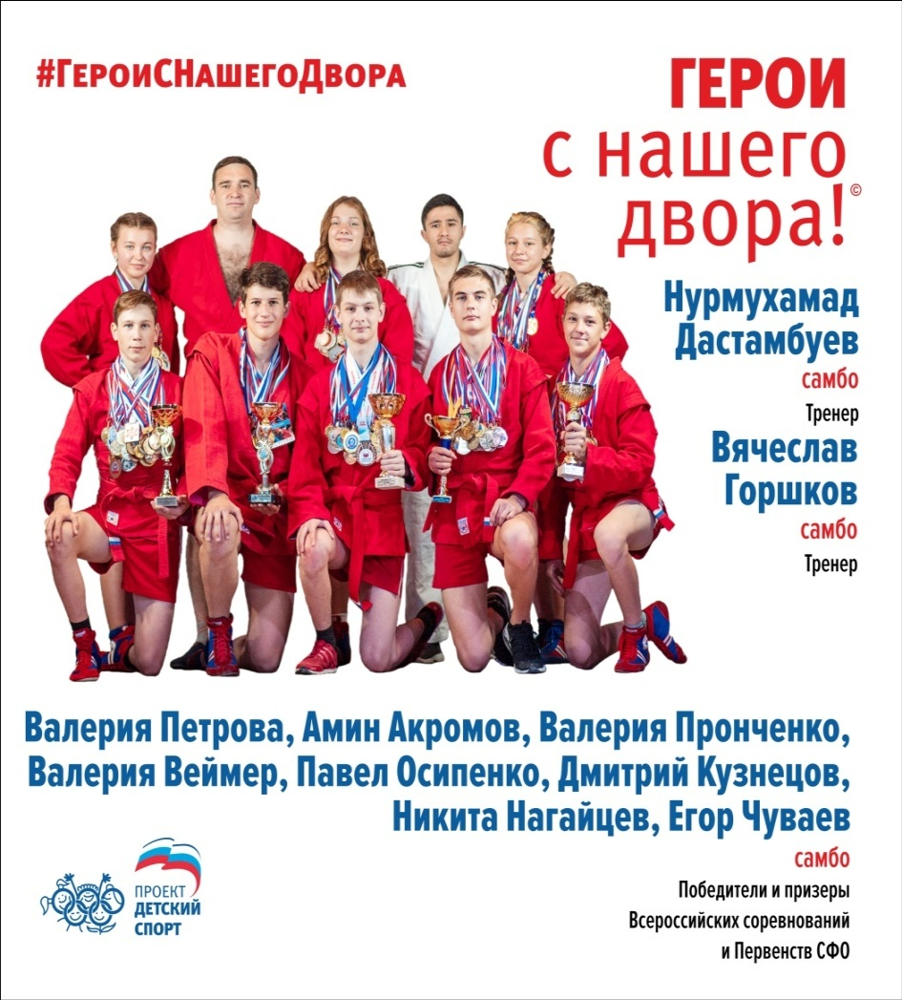 #ГероиСНашегоДвора
ГЕРОИ
с нашего
двора!©
Нурмухамад
Дастамбуев
самбо
Тренер
Вячеслав
Горшков
самбо
Тренер
Валерия Петрова, Амин Акромов, Валерия Пронченко,
Валерия Веймер, Павел Осипенко, Дмитрий Кузнецов,
Никита Нагайцев, Егор Чуваев
самбо
Победители и призеры
Всероссийских соревнований
и Первенств СФО
ПРОЕКТ
ДЕТСКИЙ
СПОРТ